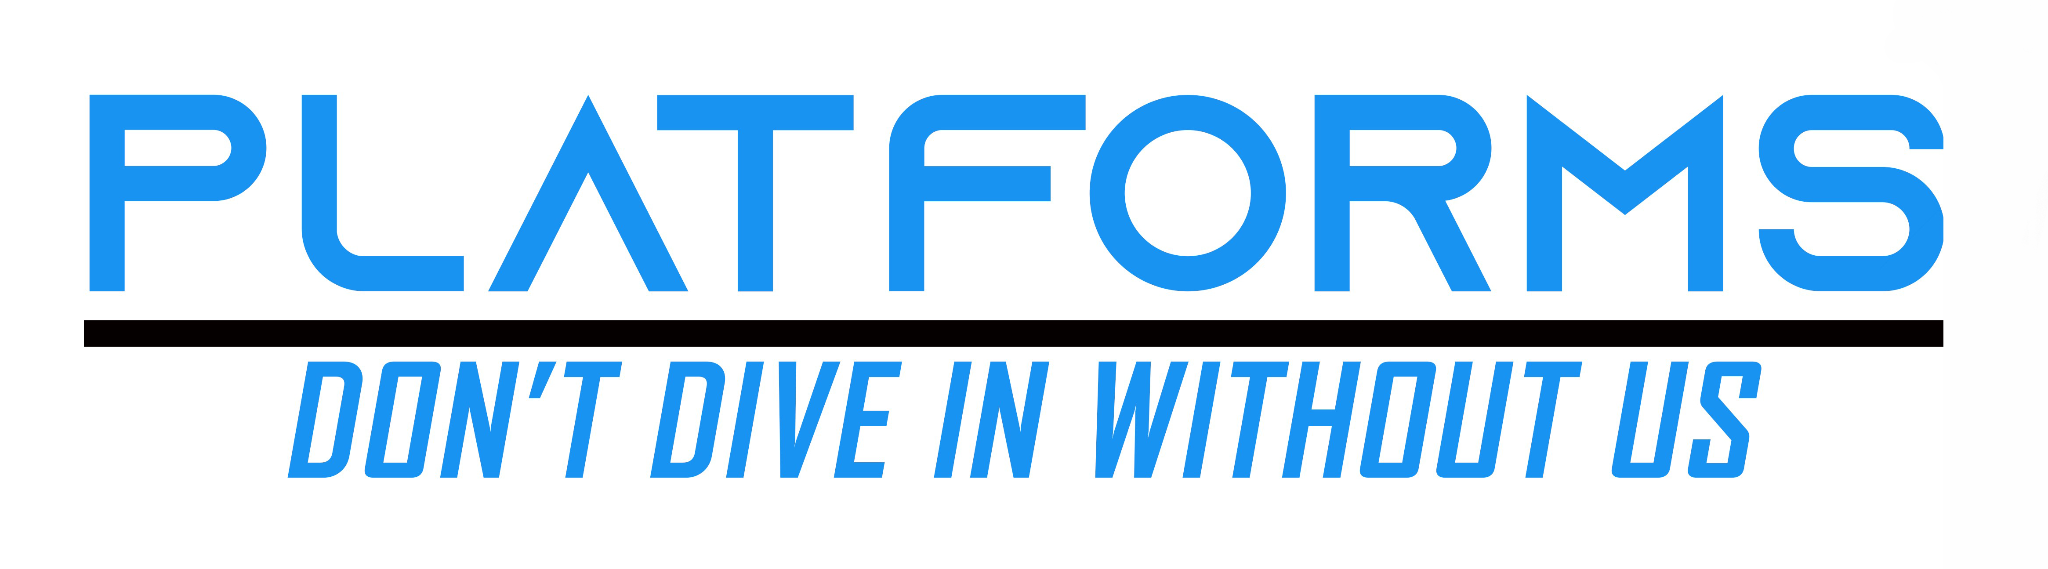 PLATFORMS
DON'T DIVE IN WITHOUT US